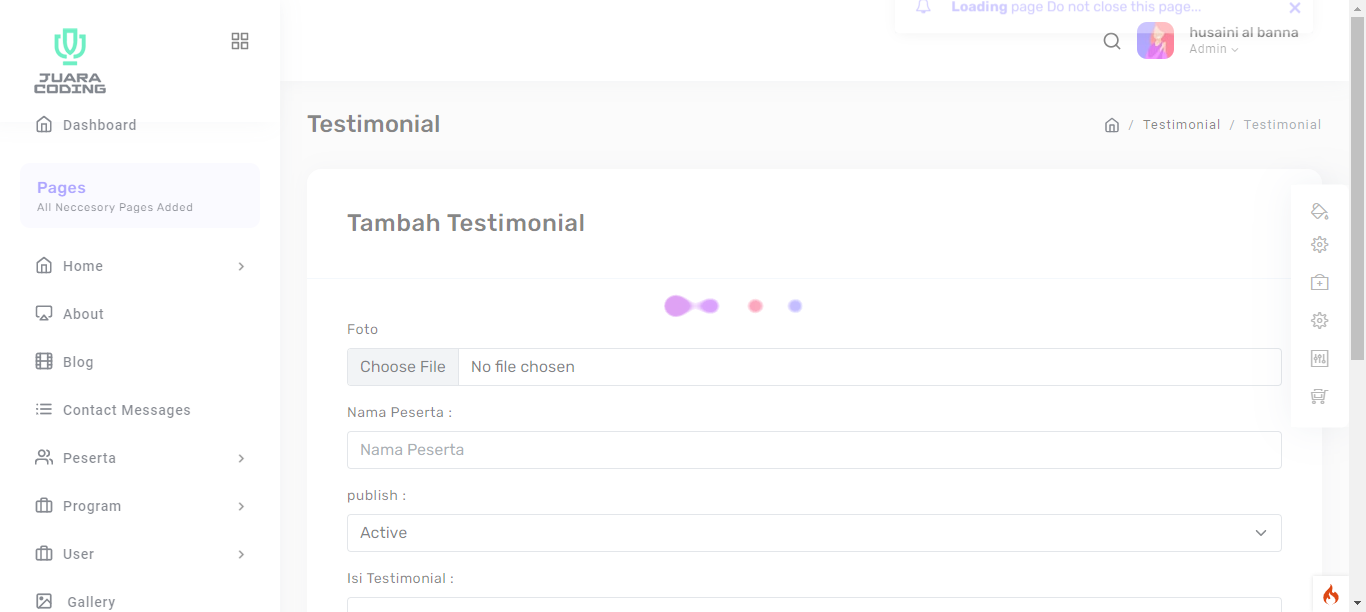 JUARA
CODING
Loading page Do not close this page...
husaini al banna
Admin
Dashboard
Pages
All Neccesory Pages Added
Home
About
Blog
Contact Messages
Peserta
Program
User
Gallery
Testimonial
/ Testimonial / Testimonial
Tambah Testimonial
Foto
Choose File No file chosen
Nama Peserta :
Nama Peserta
publish :
Active
Isi Testimonial :